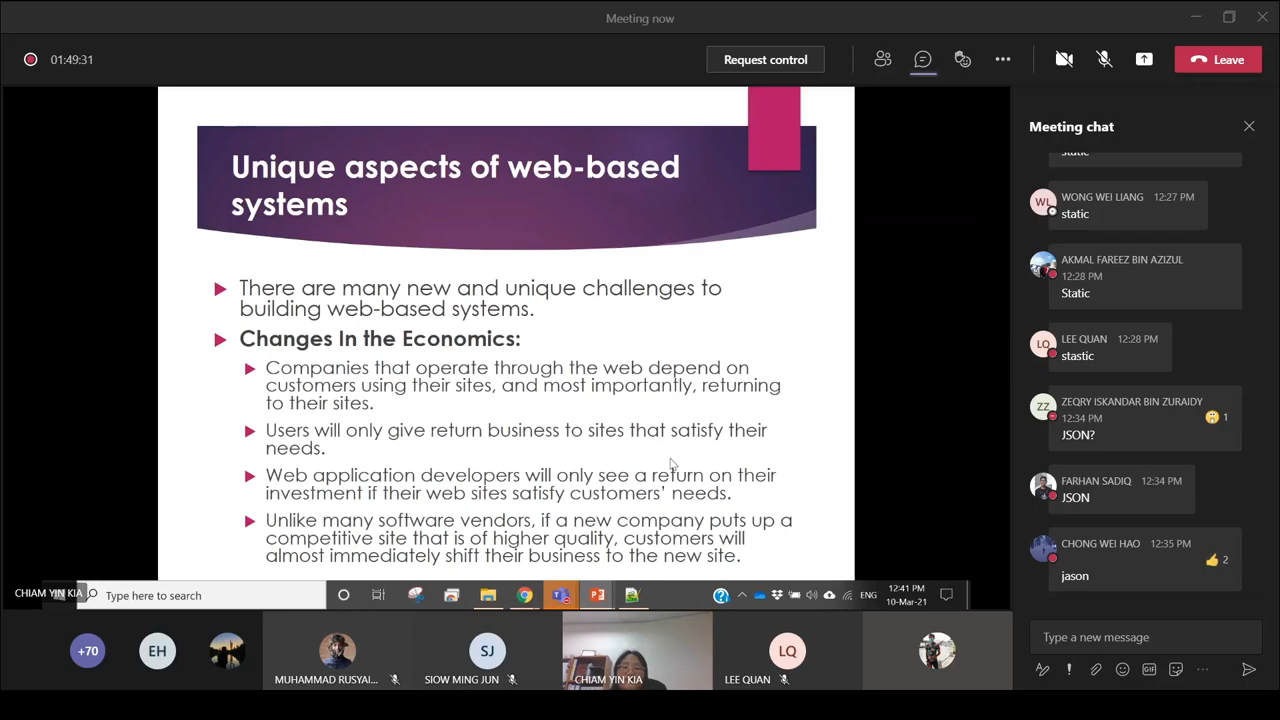 Meeting now
01:49:31
Request control
Leave
Unique aspects of web-based
systems
There are many new and unique challenges to
building web-based systems.
Changes In the Economics:
Companies that operate through the web depend on
customers using their sites, and most importantly, returning
to their sites.
Users will only give return business to sites that satisfy their
needs.
Web application developers will only see a return on their
investment if their web sites satisfy customers’ needs.
Unlike many software vendors, if a new company puts up a
competitive site that is of higher quality, customers will
almost immediately shift their business to the new site.
CHIAM YIN KIA
Type here to search
ENG
12:41 PM
10-Mar-21
+70
EH
MUHAMMAD RUSYAI...
SJ
SIOW MING JUN
CHIAM YIN KIA
LQ
LEE QUAN
Meeting chat
static
WL
WONG WEI LIANG 12:27 PM
static
AKMAL FAREEZ BIN AZIZUL
12:28 PM
Static
LQ
LEE QUAN 12:28 PM
stastic
ZZ
ZEQRY ISKANDAR BIN ZURAIDY
12:34 PM
1
JSON?
FARHAN SADIQ 12:34 PM
JSON
CHONG WEI HAO 12:35 PM
2
jason
Type a new message
GIF